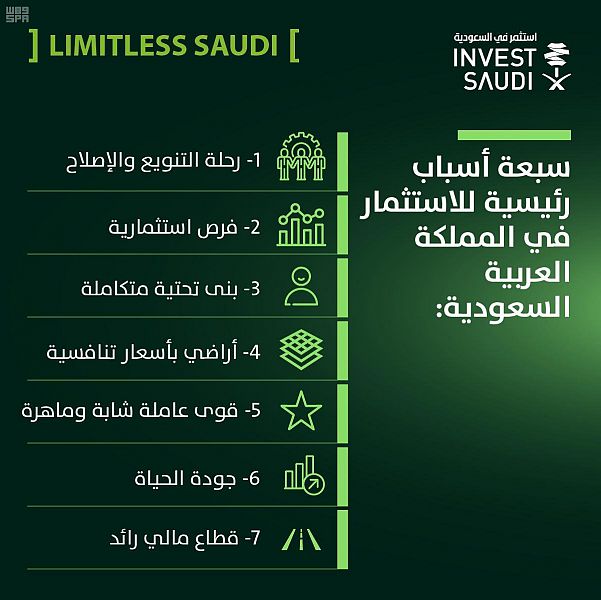 واس
SPA
] LIMITLESS SAUDI [
استثمر في السعودية
INVEST
SAUDI
سبعة أسباب
رئيسية للاستثمار
في المملكة
العربية
السعودية:
1- رحلة التنويع والإصلاح
2- فرص استثمارية
3- بنى تحتية متكاملة
4- أراضي بأسعار تنافسية
5- قوى عاملة شابة وماهرة
6- جودة الحياة
7- قطاع مالي رائد